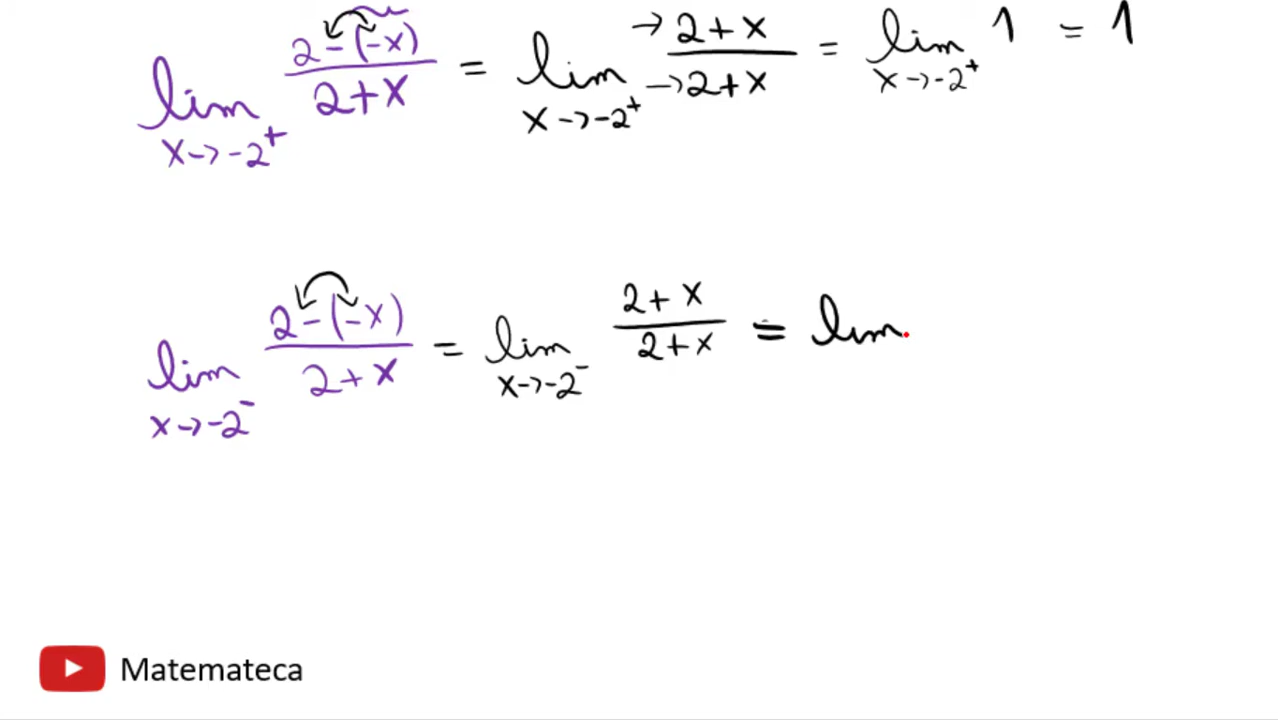 lim x→-2⁺ (2-(-x))/(2+x) = lim x→-2⁺ →2+x/→2+x = lim x→-2⁺ 1 = 1
lim x→-2⁻ (2-(-x))/(2+x) = lim x→-2⁻ (2+x)/(2+x) = lim
Matemateca